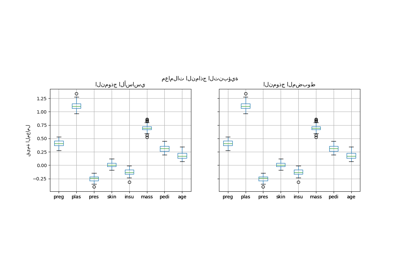 معاملات النماذج التنبؤية
النموذج الأساسي
النموذج المضبوط
قيمة المعامل
1.25
1.00
0.75
0.50
0.25
0.00
−0.25
preg plas pres skin insu mass pedi age
preg plas pres skin insu mass pedi age